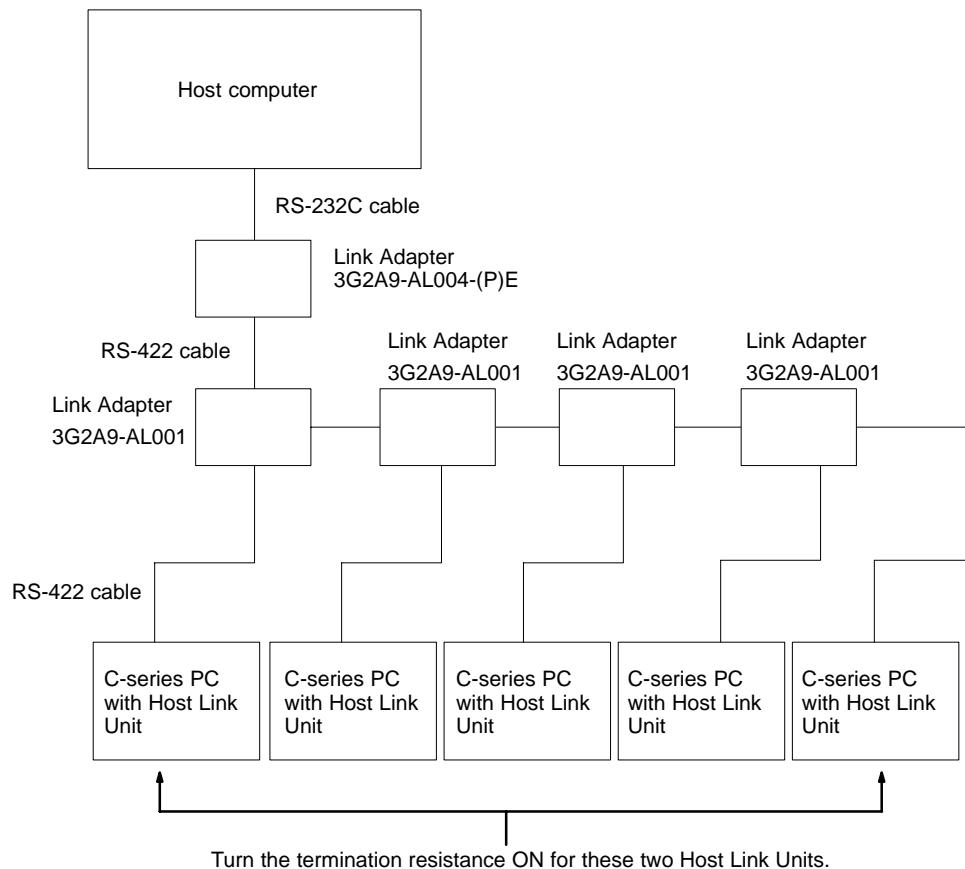 Host computer
RS-232C cable
Link Adapter
3G2A9-AL004-(P)E
RS-422 cable
Link Adapter
3G2A9-AL001
Link Adapter
3G2A9-AL001
Link Adapter
3G2A9-AL001
Link Adapter
3G2A9-AL001
RS-422 cable
C-series PC
with Host Link
Unit
C-series PC
with Host Link
Unit
C-series PC
with Host Link
Unit
C-series PC
with Host Link
Unit
C-series PC
with Host Link
Unit
Turn the termination resistance ON for these two Host Link Units.